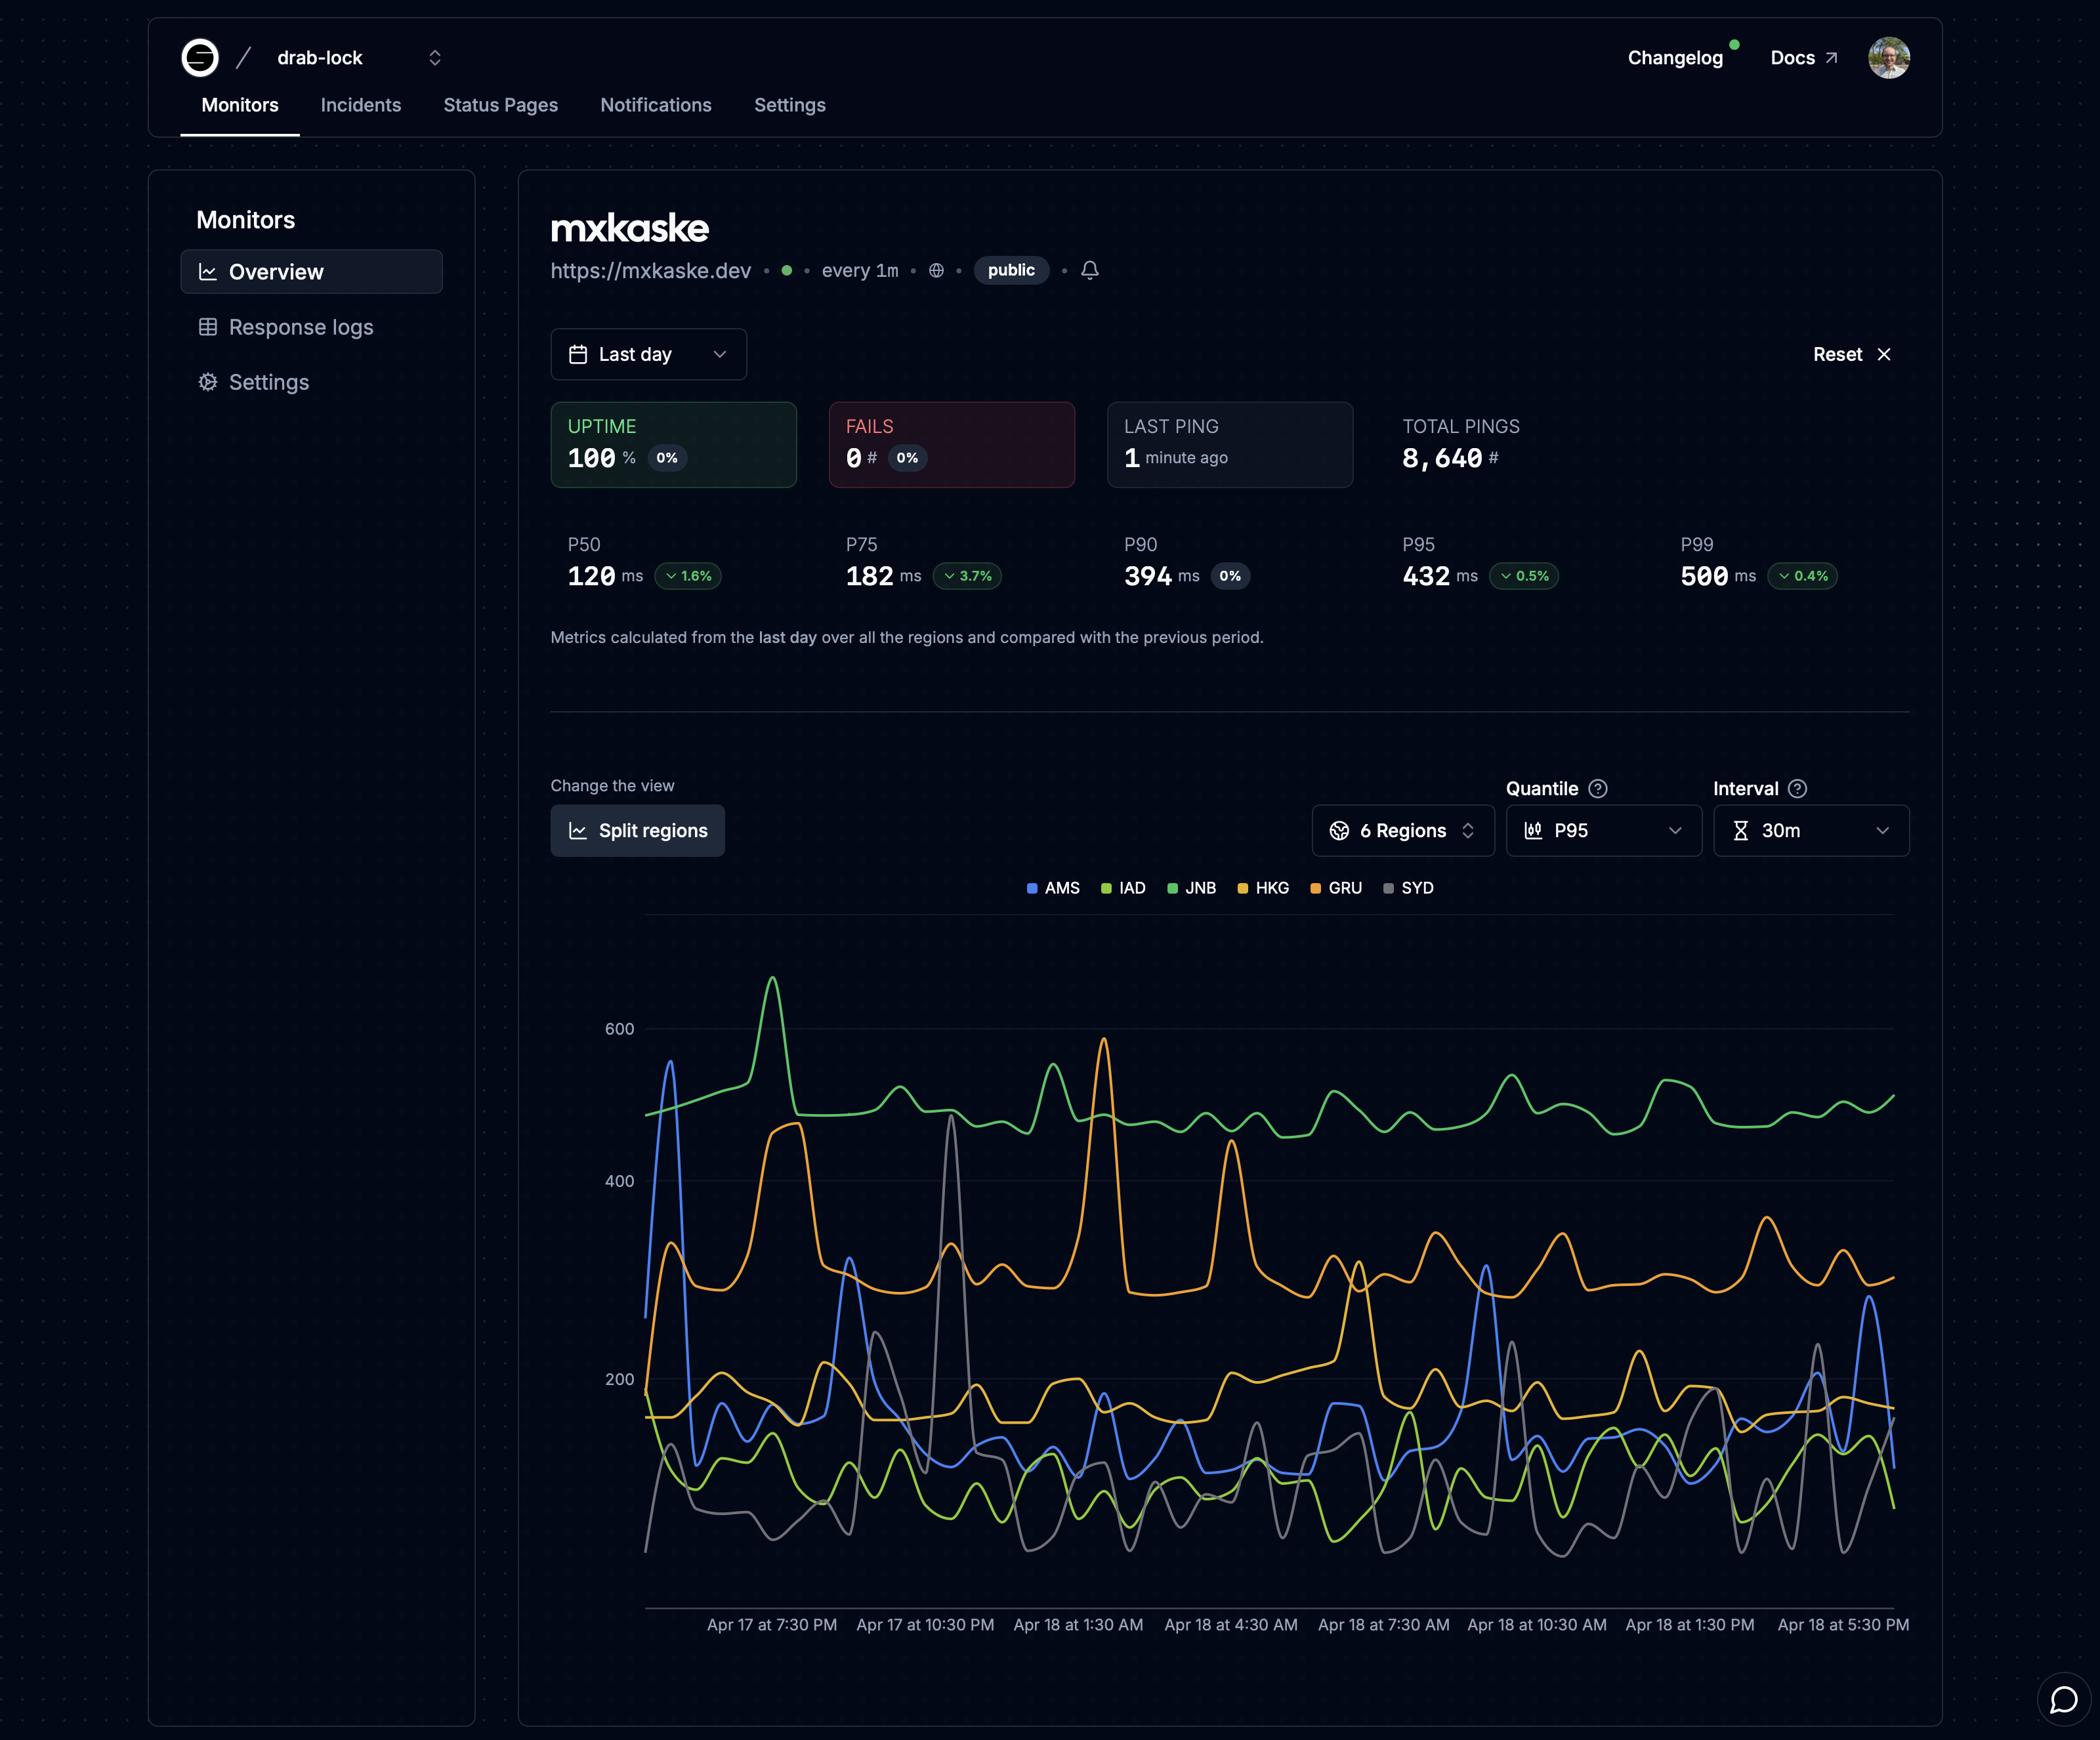 drab-lock
Changelog
Docs
Monitors
Incidents
Status Pages
Notifications
Settings
Monitors
Overview
Response logs
Settings
mxkaske
https://mxkaske.dev • • every 1m • • public •
Last day
Reset
UPTIME
100 % 0%
FAILS
0 # 0%
LAST PING
1 minute ago
TOTAL PINGS
8,640 #
P50
120 ms 1.6%
P75
182 ms 3.7%
P90
394 ms 0%
P95
432 ms 0.5%
P99
500 ms 0.4%
Metrics calculated from the last day over all the regions and compared with the previous period.
Change the view
Split regions
6 Regions
Quantile
P95
Interval
30m
AMS IAD JNB HKG GRU SYD
600
400
200
Apr 17 at 7:30 PM
Apr 17 at 10:30 PM
Apr 18 at 1:30 AM
Apr 18 at 4:30 AM
Apr 18 at 7:30 AM
Apr 18 at 10:30 AM
Apr 18 at 1:30 PM
Apr 18 at 5:30 PM